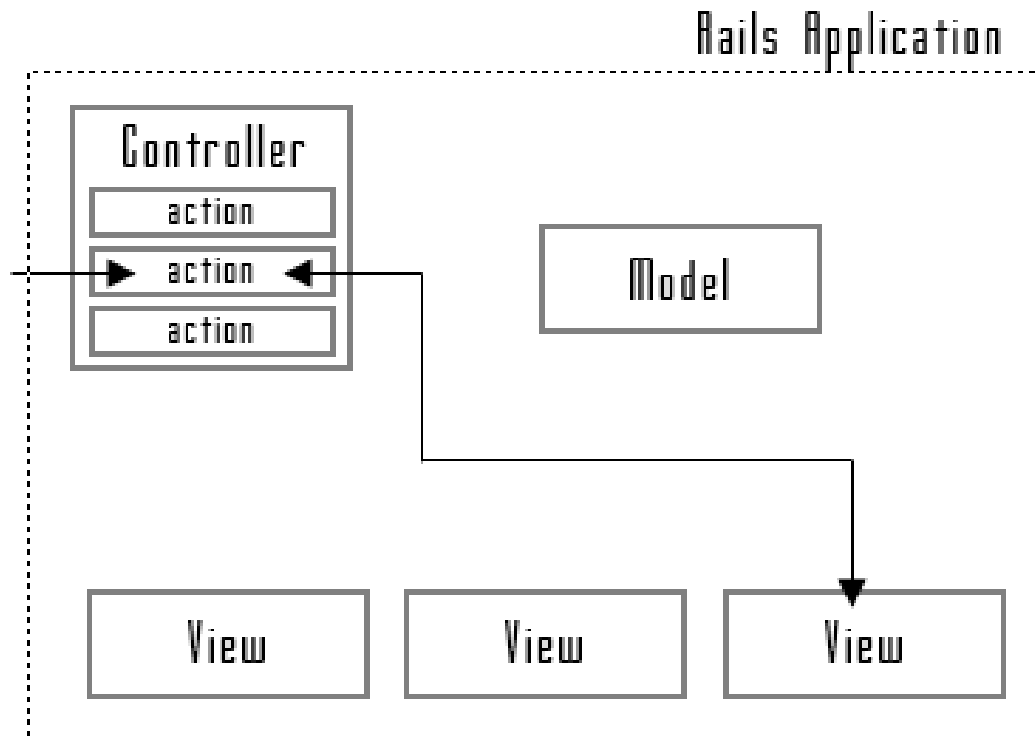 Rails Application
Controller
action
action
action
Model
View
View
View